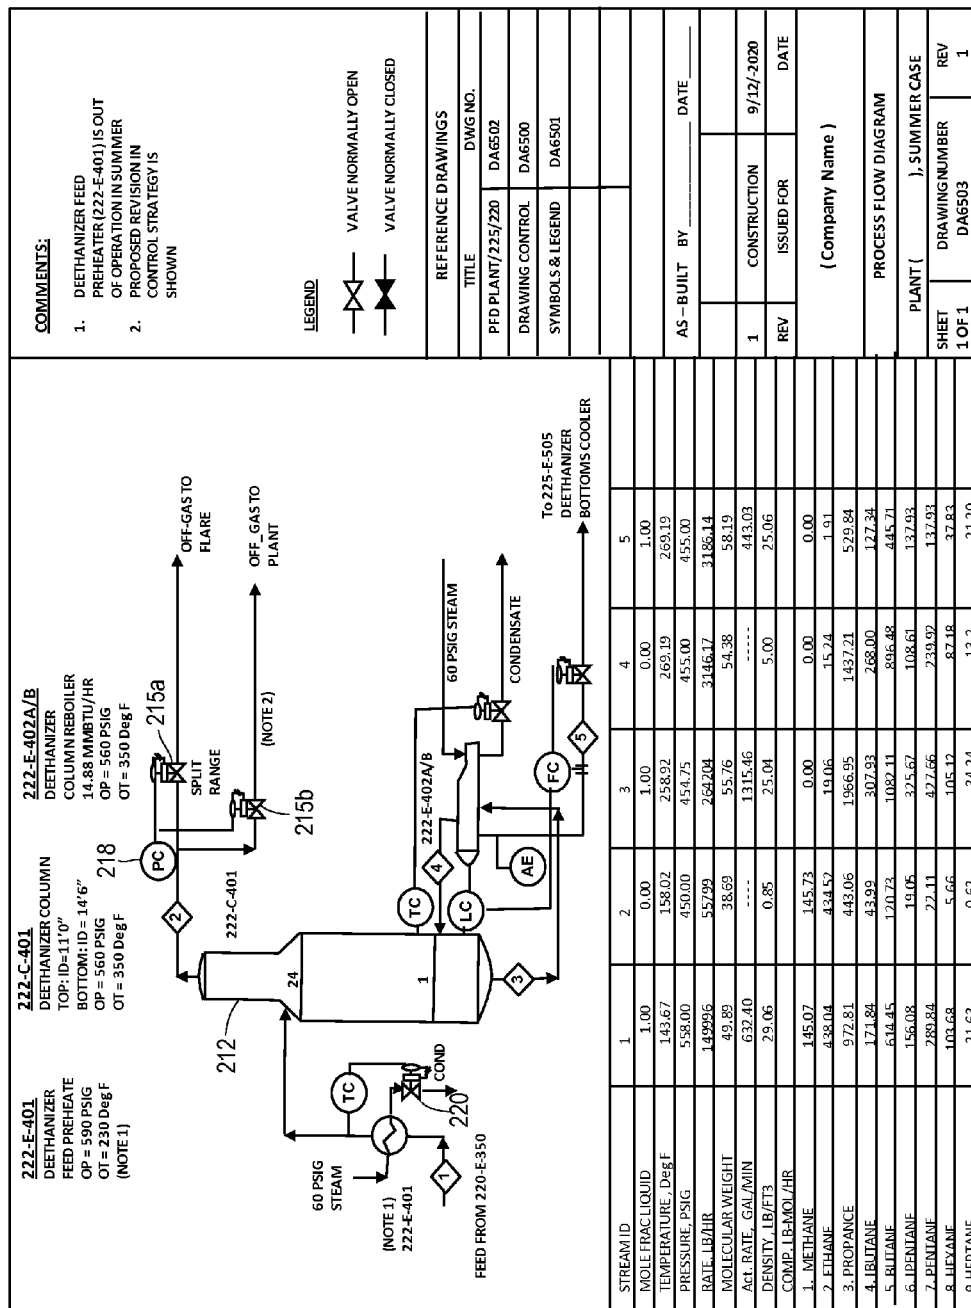 222-E-401
DEETHANIZER
FEED PREHEATE
OP = 590 PSIG
OT = 230 Deg F
(NOTE 1)
222-C-401
DEETHANIZER COLUMN
TOP: ID=11'0"
BOTTOM: ID = 14'6"
OP = 560 PSIG
OT = 350 Deg F
222-E-402A/B
DEETHANIZER
COLUMN REBOILER
14.88 MMBTU/HR
OP = 560 PSIG
OT = 350 Deg F
COMMENTS:
1. DEETHANIZER FEED
PREHEATER (222-E-401) IS OUT
OF OPERATION IN SUMMER
2. PROPOSED REVISION IN
CONTROL STRATEGY IS
SHOWN
LEGEND
VALVE NORMALLY OPEN
VALVE NORMALLY CLOSED
218
PC
215a
OFF-GAS TO
FLARE
SPLIT
RANGE
215b
OFF_GAS TO
PLANT
(NOTE 2)
2
222-C-401
212
24
1
60 PSIG
STEAM
(NOTE 1)
222-E-401
TC
COND
220
1
FEED FROM 220-E-350
TC
LC
4
222-E-402A/B
60 PSIG STEAM
CONDENSATE
AE
FC
3
5
To 225-E-505
DEETHANIZER
BOTTOMS COOLER
STREAM ID 1 2 3 4 5
MOLE FRAC LIQUID 1.00 0.00 1.00 0.00 1.00
TEMPERATURE, Deg F 143.67 158.02 258.92 269.19 269.19
PRESSURE, PSIG 558.00 450.00 454.75 455.00 455.00
RATE, LB/HR 149996 55799 264204 3146.17 3186.14
MOLECULAR WEIGHT 49.89 38.69 55.76 54.38 58.19
Act. RATE, GAL/MIN 632.40 ---- 1315.46 ----- 443.03
DENSITY, LB/FT3 29.06 0.85 25.04 5.00 25.06
COMP. LB-MOL/HR
1. METHANE 145.07 145.73 0.00 0.00 0.00
2. ETHANE 438.04 434.52 19.06 15.24 1.91
3. PROPANCE 972.81 443.06 1966.95 1437.21 529.84
4. IBUTANE 171.84 43.99 307.93 268.00 127.34
5. BUTANE 614.45 120.73 1082.11 896.48 445.71
6. IPENTANE 156.08 19.05 325.67 108.61 137.93
7. PENTANE 289.84 22.11 427.66 239.92 137.93
8. HEXANE 103.68 5.66 105.12 87.18 37.83
REFERENCE DRAWINGS
TITLE DWG NO.
PFD PLANT/225/220 DA6502
DRAWING CONTROL DA6500
SYMBOLS & LEGEND DA6501
AS – BUILT BY ________ DATE ____
1 CONSTRUCTION 9/12/-2020
REV ISSUED FOR DATE
(Company Name )
PROCESS FLOW DIAGRAM
PLANT ( ), SUMMER CASE
SHEET DRAWING NUMBER REV
1 OF 1 DA6503 1